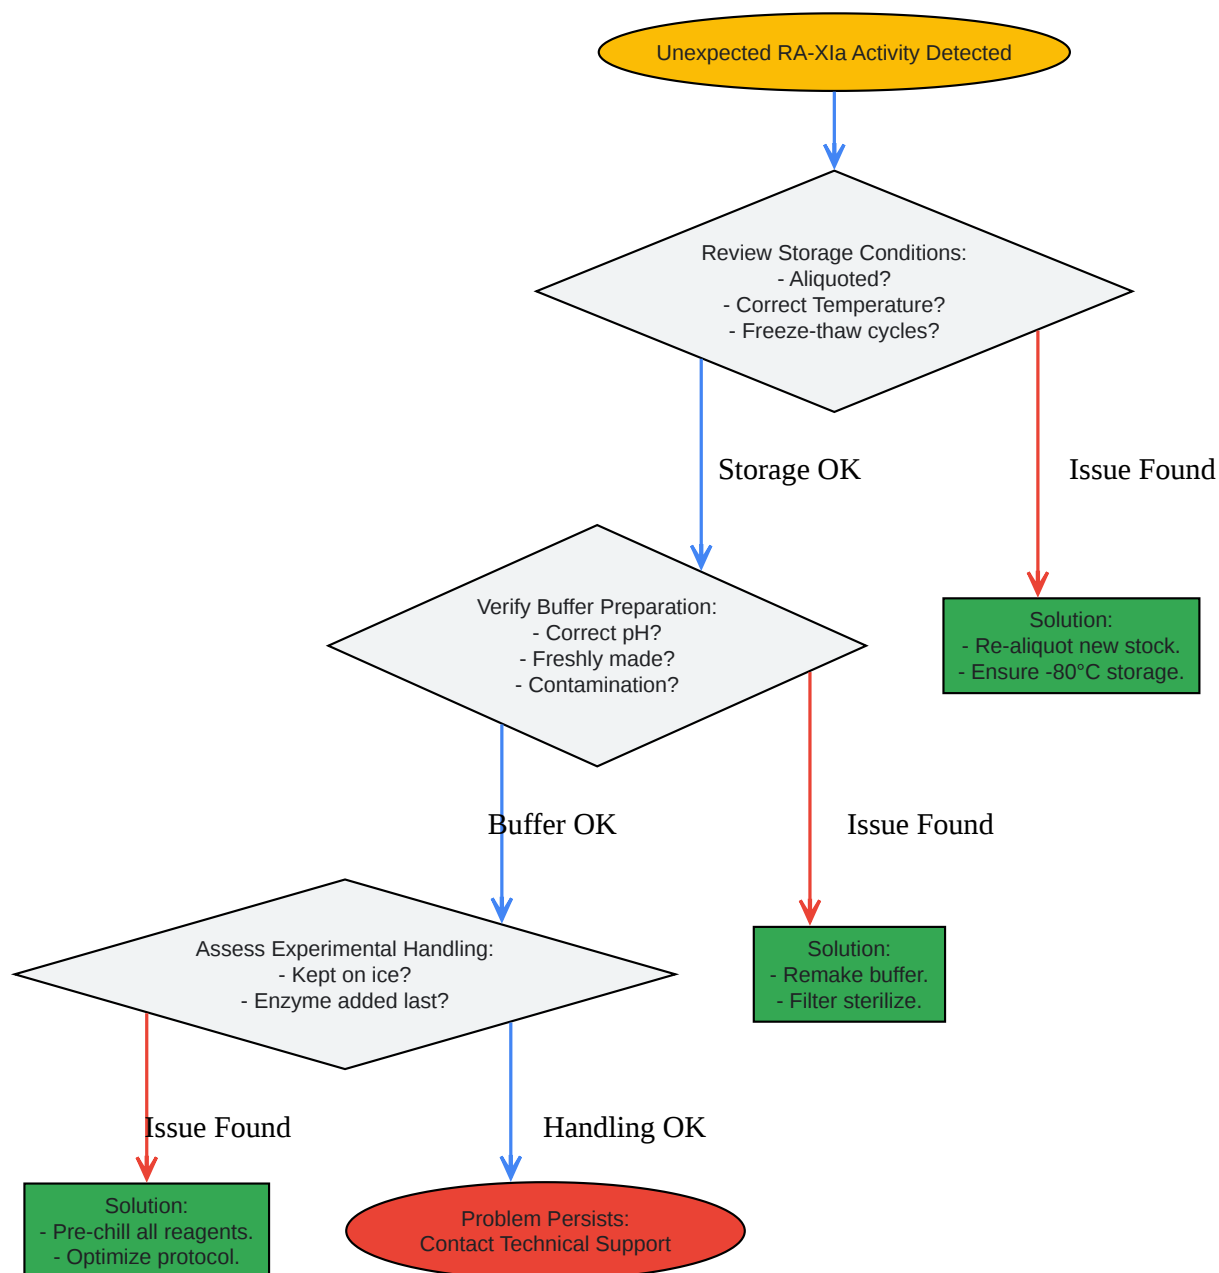 Unexpected RA-XIa Activity Detected
Review Storage Conditions:
- Aliquoted?
- Correct Temperature?
- Freeze-thaw cycles?
Storage OK
Issue Found
Verify Buffer Preparation:
- Correct pH?
- Freshly made?
- Contamination?
Solution:
- Re-aliquot new stock.
- Ensure -80°C storage.
Buffer OK
Issue Found
Assess Experimental Handling:
- Kept on ice?
- Enzyme added last?
Solution:
- Remake buffer.
- Filter sterilize.
Issue Found
Handling OK
Solution:
- Pre-chill all reagents.
- Optimize protocol.
Problem Persists:
Contact Technical Support